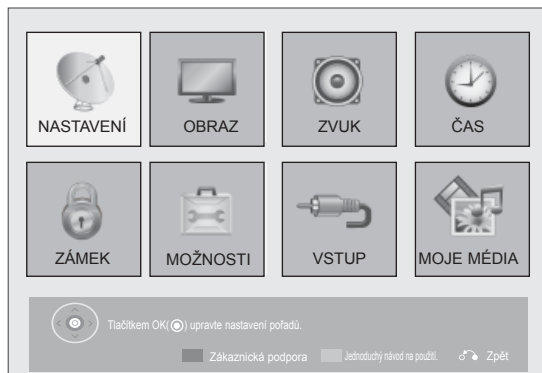 NASTAVENÍ OBRAZ ZVUK ČAS
ZÁMEK MOŽNOSTI VSTUP MOJE MÉDIA
Tlačítkem OK(◉) upravte nastavení pořadů.
Zákaznická podpora Jednoduchý návod na použití. Zpět